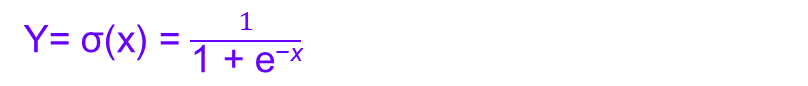 Y= σ(x) = 1 / (1 + e⁻ˣ)